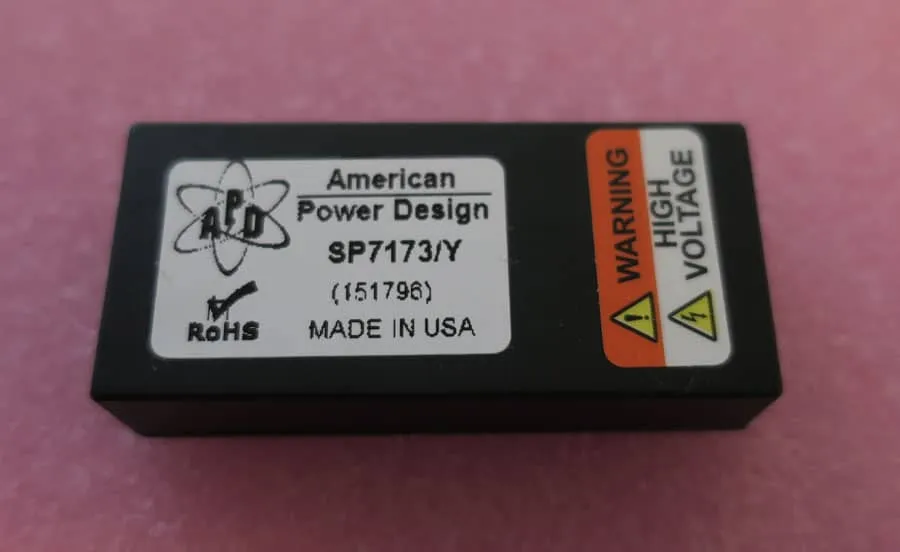 APD
American
Power Design
SP7173/Y
(151796)
RoHS
MADE IN USA
WARNING
HIGH
VOLTAGE